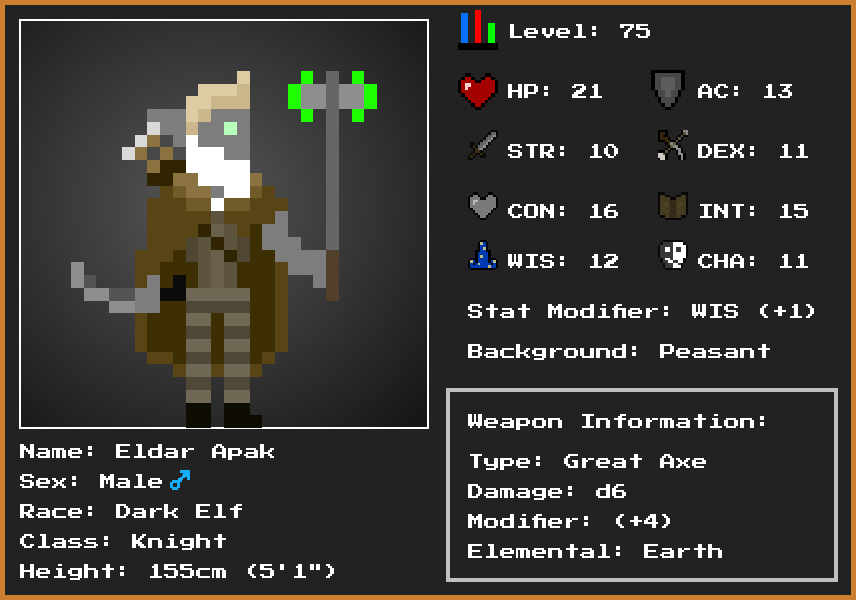 Level: 75
HP: 21
AC: 13
STR: 10
DEX: 11
CON: 16
INT: 15
WIS: 12
CHA: 11
Stat Modifier: WIS (+1)
Background: Peasant
Weapon Information:
Type: Great Axe
Damage: d6
Modifier: (+4)
Elemental: Earth
Name: Eldar Apak
Sex: Male ♂
Race: Dark Elf
Class: Knight
Height: 155cm (5'1")